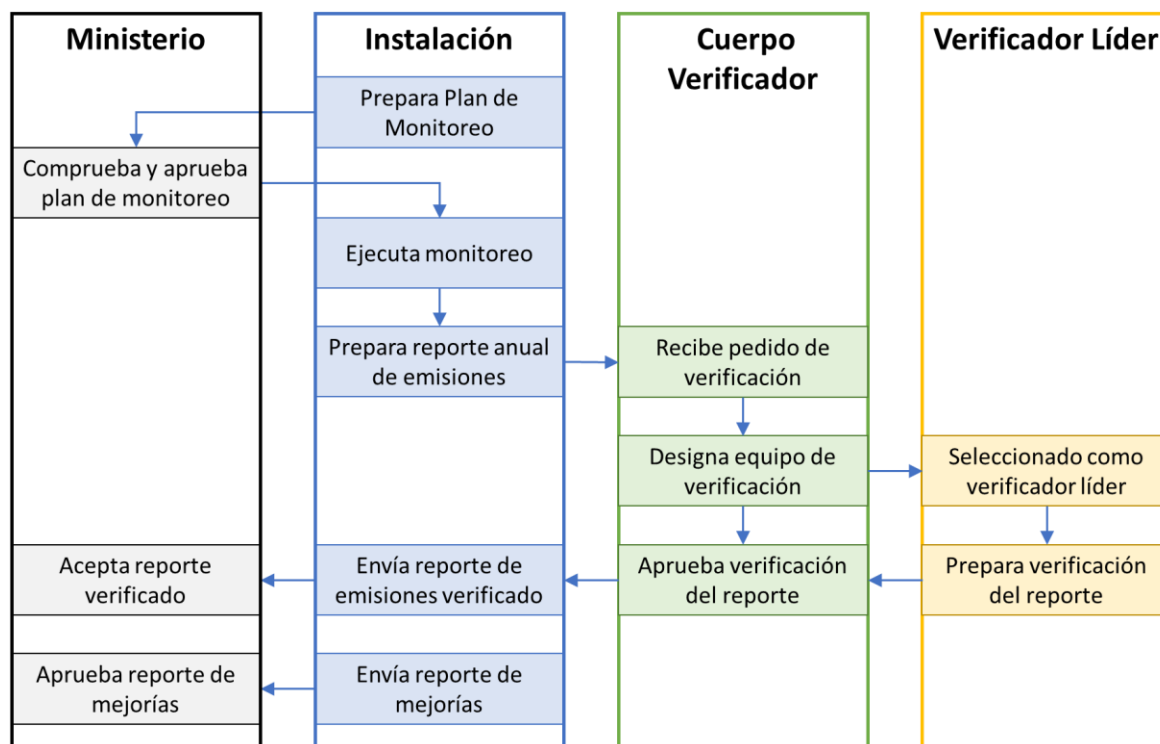 Ministerio
Instalación
Cuerpo
Verificador
Verificador Líder
Prepara Plan de
Monitoreo
Comprueba y aprueba
plan de monitoreo
Ejecuta monitoreo
Prepara reporte anual
de emisiones
Recibe pedido de
verificación
Designa equipo de
verificación
Seleccionado como
verificador líder
Acepta reporte
verificado
Envía reporte de
emisiones verificado
Aprueba verificación
del reporte
Prepara verificación
del reporte
Aprueba reporte de
mejorías
Envía reporte de
mejorías